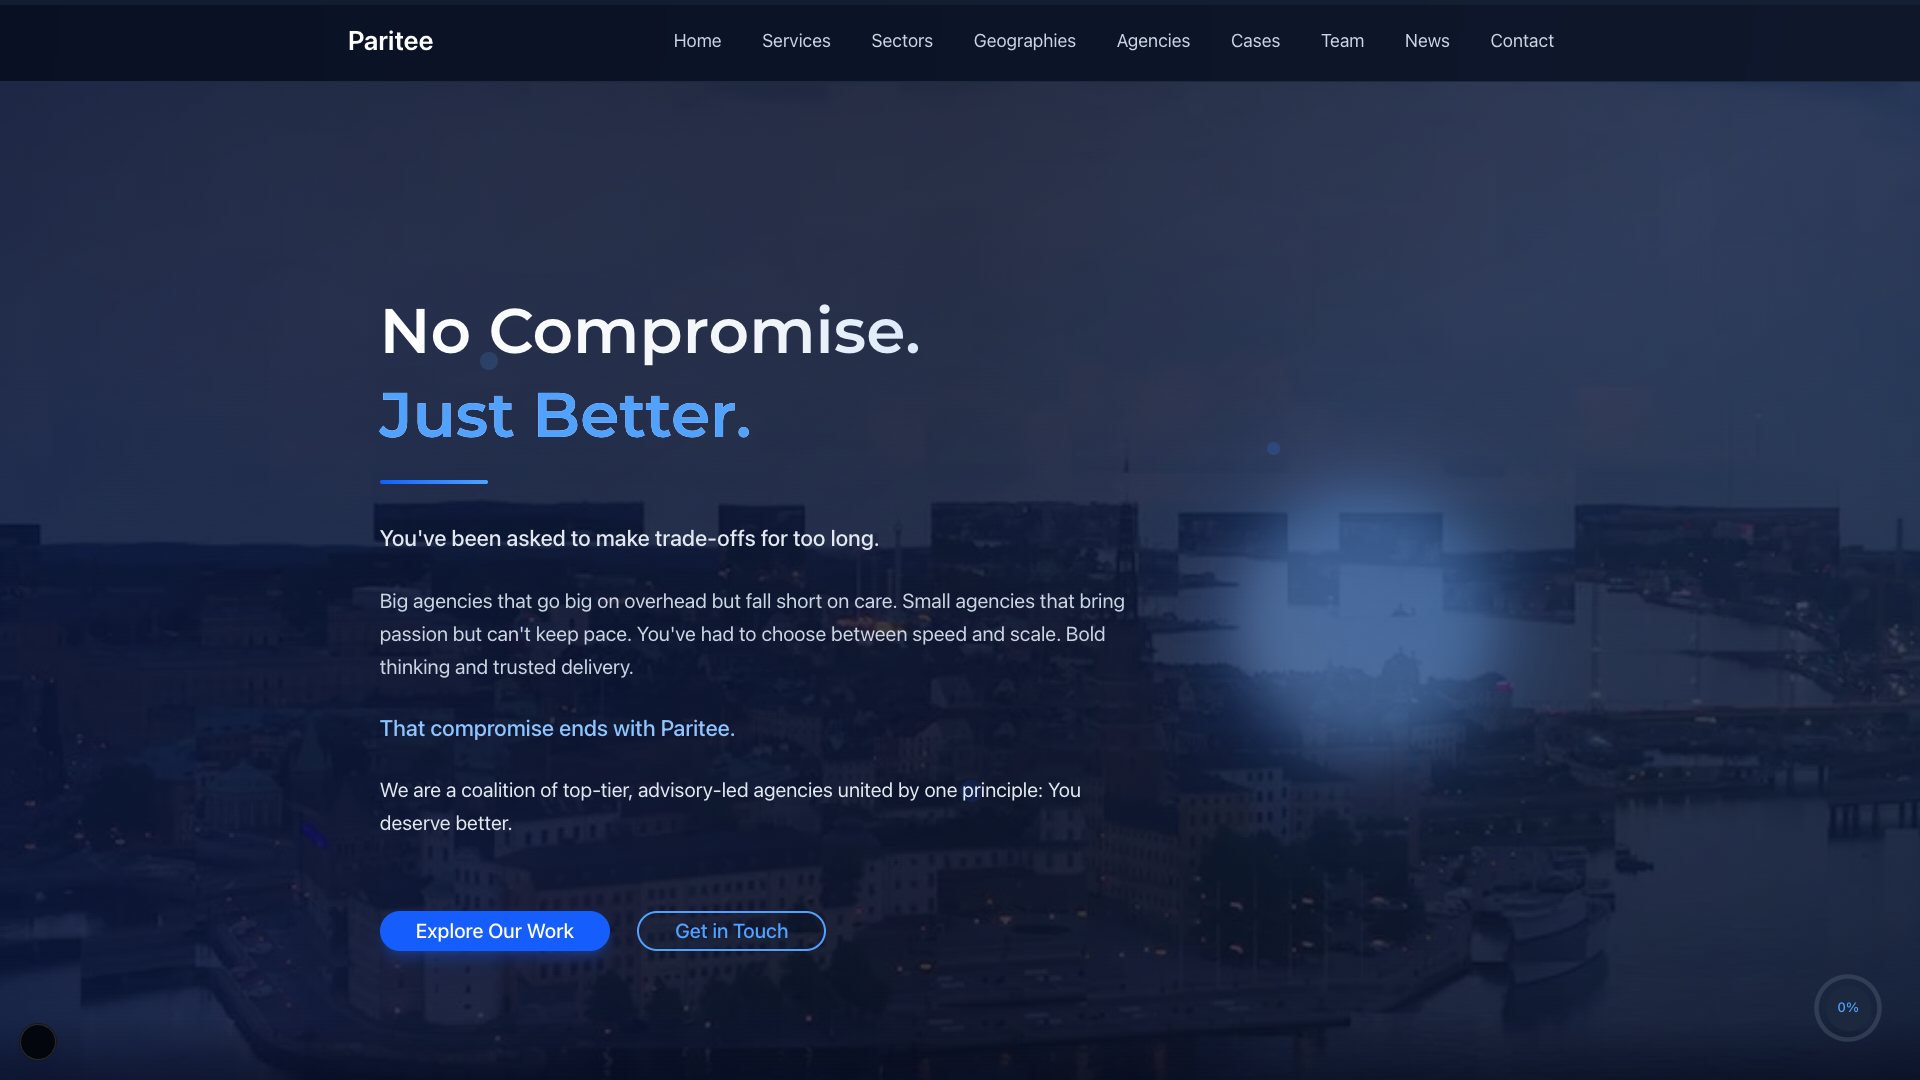 Paritee
Home Services Sectors Geographies Agencies Cases Team News Contact
No Compromise.
Just Better.
You've been asked to make trade-offs for too long.
Big agencies that go big on overhead but fall short on care. Small agencies that bring
passion but can't keep pace. You've had to choose between speed and scale. Bold
thinking and trusted delivery.
That compromise ends with Paritee.
We are a coalition of top-tier, advisory-led agencies united by one principle: You
deserve better.
Explore Our Work Get in Touch
0%